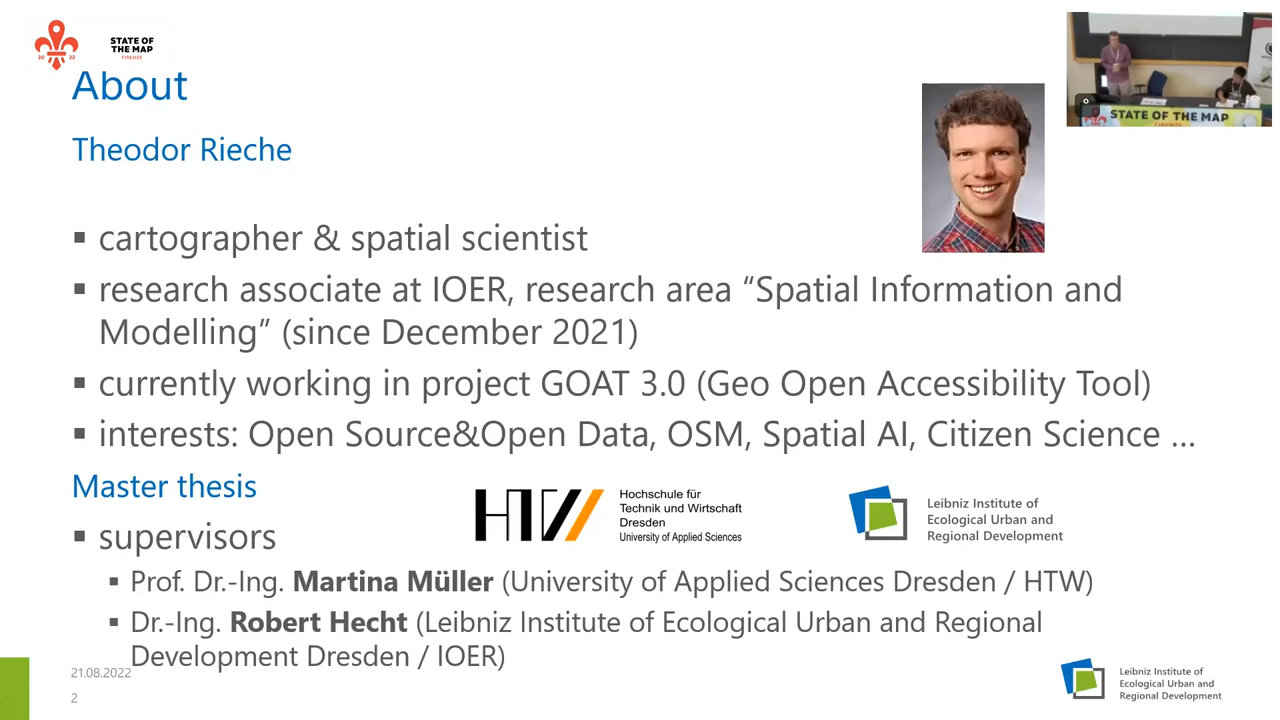 20 22
STATE OF
THE MAP
FIRENZE
About
Theodor Rieche
STATE OF THE MAP
FIRENZE
▪ cartographer & spatial scientist
▪ research associate at IOER, research area “Spatial Information and
Modelling” (since December 2021)
▪ currently working in project GOAT 3.0 (Geo Open Accessibility Tool)
▪ interests: Open Source&Open Data, OSM, Spatial AI, Citizen Science ...
Master thesis
HTW
Hochschule für
Technik und Wirtschaft
Dresden
University of Applied Sciences
Leibniz Institute of
Ecological Urban and
Regional Development
▪ supervisors
▪ Prof. Dr.-Ing. Martina Müller (University of Applied Sciences Dresden / HTW)
▪ Dr.-Ing. Robert Hecht (Leibniz Institute of Ecological Urban and Regional
Development Dresden / IOER)
21.08.2022
2
Leibniz Institute of
Ecological Urban and
Regional Development